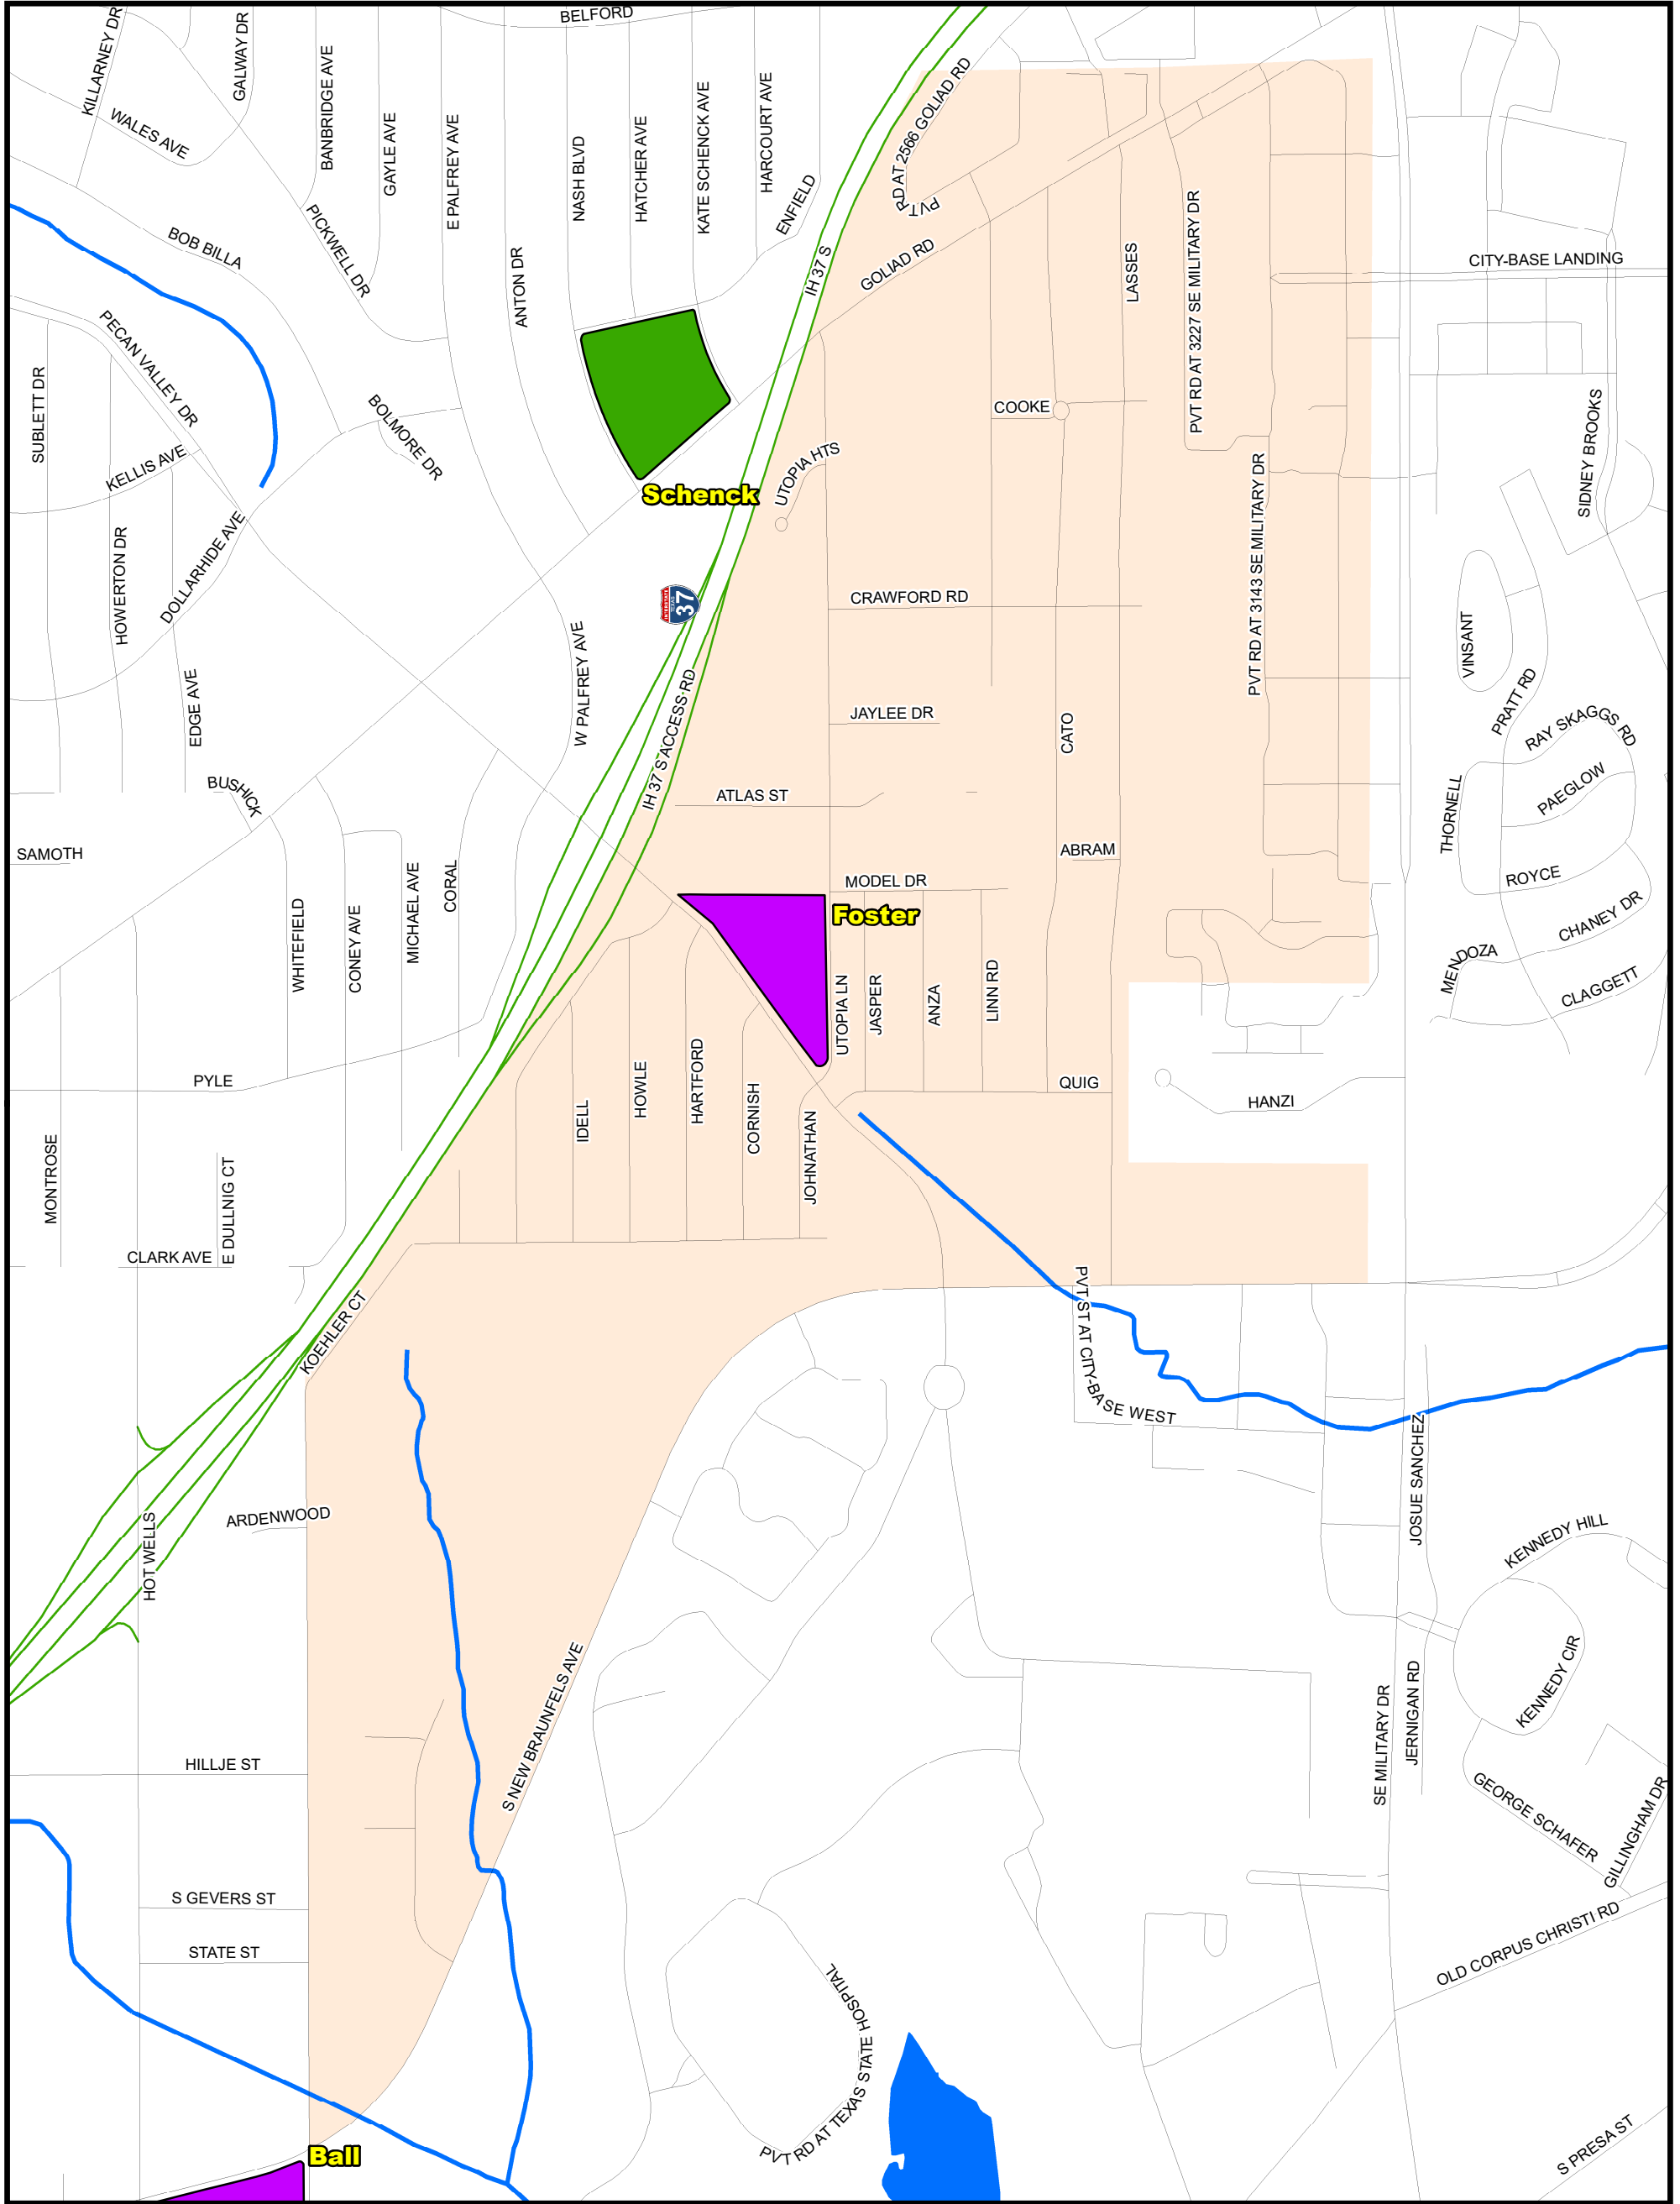 BELFORD
KILLARNEY DR
GALWAY DR
BANBRIDGE AVE
GAYLE AVE
E PALFREY AVE
NASH BLVD
HATCHER AVE
KATE SCHENCK AVE
HARCOURT AVE
ENFIELD
WALES AVE
PVT RD AT 2566 GOLIAD RD
GOLIAD RD
IH 37 S
BOB BILLA
PICKWELL DR
ANTON DR
LASSES
PVT RD AT 3227 SE MILITARY DR
CITY-BASE LANDING
PECAN VALLEY DR
SUBLETT DR
KELLIS AVE
BOLMORE DR
COOKE
SIDNEY BROOKS
UTOPIA HTS
Schenck
PVT RD AT 3143 SE MILITARY DR
HOWERTON DR
DOLLARHIDE AVE
INTERSTATE
TEXAS
37
CRAWFORD RD
VINSANT
W PALFREY AVE
EDGE AVE
IH 37 S ACCESS RD
JAYLEE DR
CATO
PRATT RD
RAY SKAGGS RD
PAEGLOW
BUSHICK
ATLAS ST
THORNELL
SAMOTH
ABRAM
ROYCE
MODEL DR
Foster
CORAL
MICHAEL AVE
WHITEFIELD
CONEY AVE
CHANEY DR
MENDOZA
CLAGGETT
UTOPIA LN
JASPER
ANZA
LINN RD
PYLE
QUIG
HANZI
IDELL
HOWLE
HARTFORD
CORNISH
JOHNATHAN
MONTROSE
E DULLNIG CT
CLARK AVE
KOEHLER CT
PVT ST AT CITY-BASE WEST
JOSUE SANCHEZ
ARDENWOOD
HOT WELLS
KENNEDY HILL
KENNEDY CIR
S NEW BRAUNFELS AVE
SE MILITARY DR
JERNIGAN RD
HILLJE ST
GEORGE SCHAFER
GILLINGHAM DR
S GEVERS ST
STATE ST
OLD CORPUS CHRISTI RD
PVT RD AT TEXAS STATE HOSPITAL
S PRESA ST
Ball